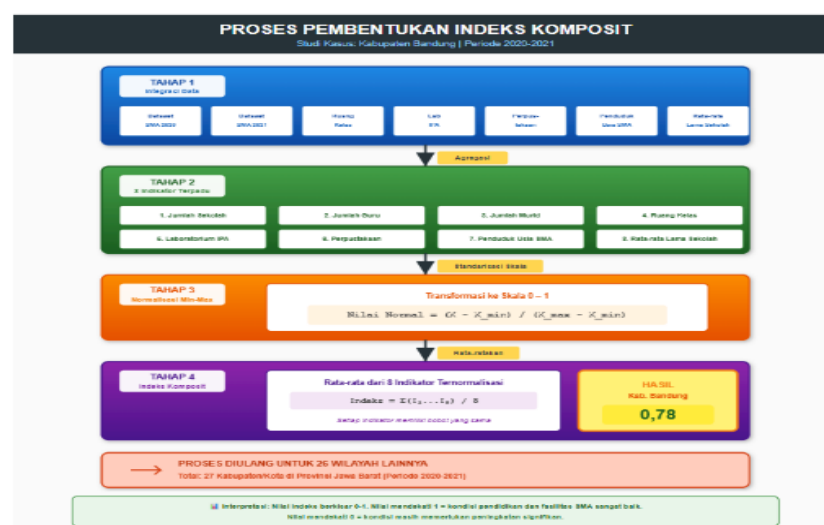 PROSES PEMBENTUKAN INDEKS KOMPOSIT
Studi Kasus: Kabupaten Bandung | Periode 2020-2021
TAHAP 1
Integrasi Data
Dataset
SMA 2020
Dataset
SMA 2021
Ruang
Kelas
Lab
IPA
Perpus-
takaan
Penduduk
Usia SMA
Rata-rata
Lama Sekolah
Agregasi
TAHAP 2
8 Indikator Terpadu
1. Jumlah Sekolah
2. Jumlah Guru
3. Jumlah Murid
4. Ruang Kelas
5. Laboratorium IPA
6. Perpustakaan
7. Penduduk Usia SMA
8. Rata-rata Lama Sekolah
Standarisasi Skala
TAHAP 3
Normalisasi Min-Max
Transformasi ke Skala 0 – 1
Nilai Normal = (X - X_min) / (X_max - X_min)
Rata-ratakan
TAHAP 4
Indeks Komposit
Rata-rata dari 8 Indikator Ternormalisasi
Indeks = Σ(I₁...I₈) / 8
Setiap indikator memiliki bobot yang sama
HASIL
Kab. Bandung
0,78
→ PROSES DIULANG UNTUK 26 WILAYAH LAINNYA
Total: 27 Kabupaten/Kota di Provinsi Jawa Barat (Periode 2020-2021)
📊 Interpretasi: Nilai indeks berkisar 0-1. Nilai mendekati 1 = kondisi pendidikan dan fasilitas SMA sangat baik.
Nilai mendekati 0 = kondisi masih memerlukan peningkatan signifikan.